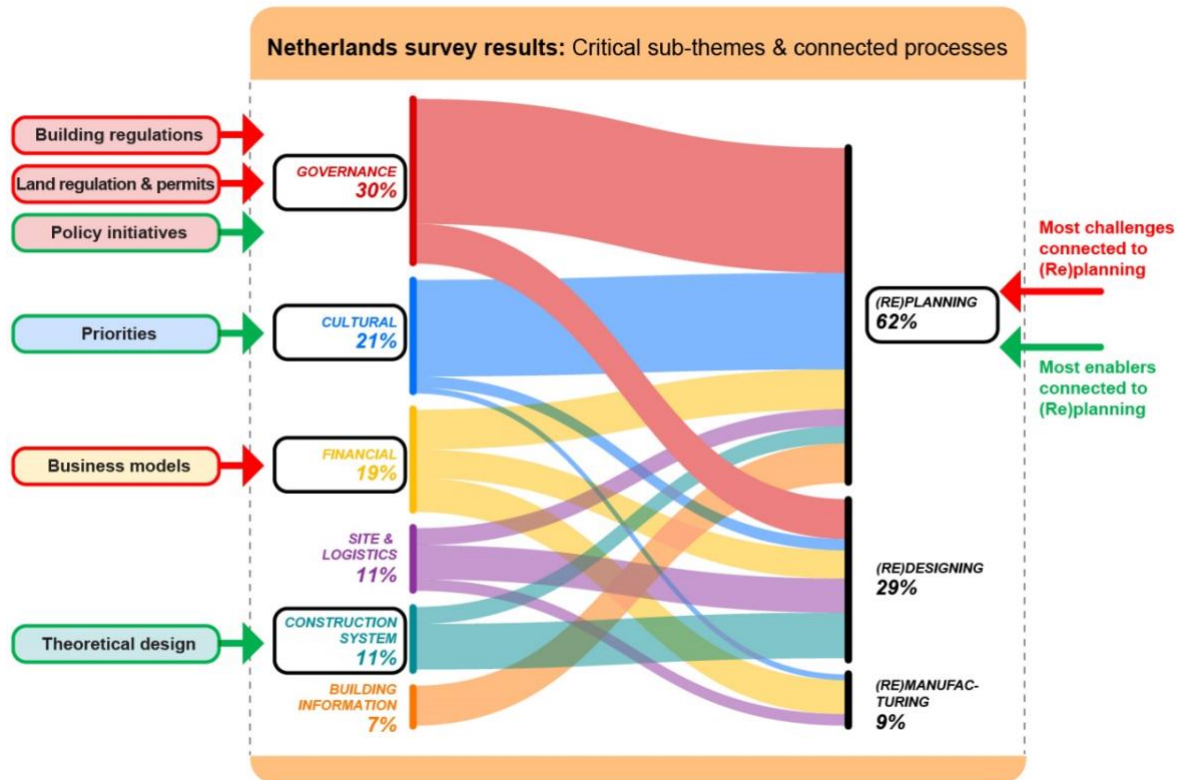 Netherlands survey results: Critical sub-themes & connected processes
Building regulations
Land regulation & permits
Policy initiatives
Priorities
Business models
Theoretical design
GOVERNANCE
30%
CULTURAL
21%
FINANCIAL
19%
SITE &
LOGISTICS
11%
CONSTRUCTION
SYSTEM
11%
BUILDING
INFORMATION
7%
(RE)PLANNING
62%
(RE)DESIGNING
29%
(RE)MANUFAC-
TURING
9%
Most challenges
connected to
(Re)planning
Most enablers
connected to
(Re)planning